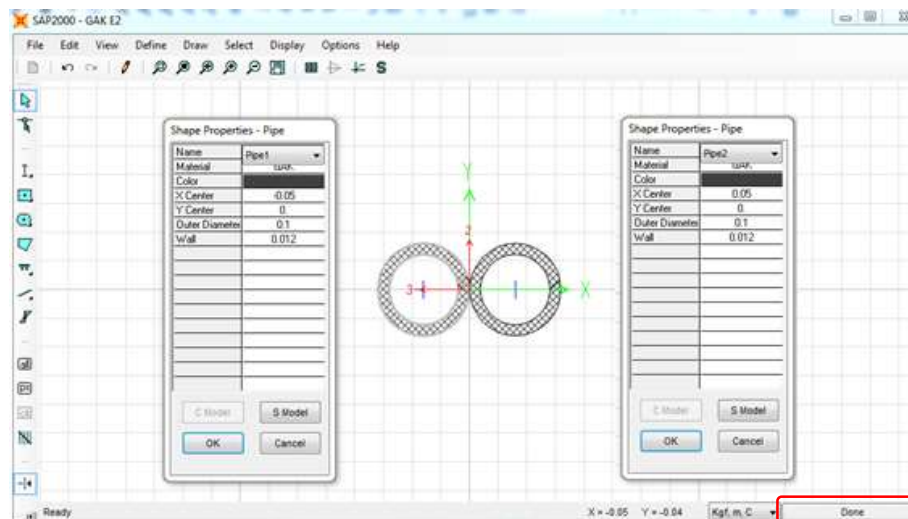 SAP2000 - GAK E2
File Edit View Define Draw Select Display Options Help
Shape Properties - Pipe
Name Pipe1
Material GAK
Color
X Center -0.05
Y Center 0.
Outer Diameter 0.1
Wall 0.012
C Model S Model
OK Cancel
Y
2
3
X
Shape Properties - Pipe
Name Pipe2
Material GAK
Color
X Center 0.05
Y Center 0.
Outer Diameter 0.1
Wall 0.012
C Model S Model
OK Cancel
Ready X = -0.05 Y = -0.04 Kgf, m, C Done